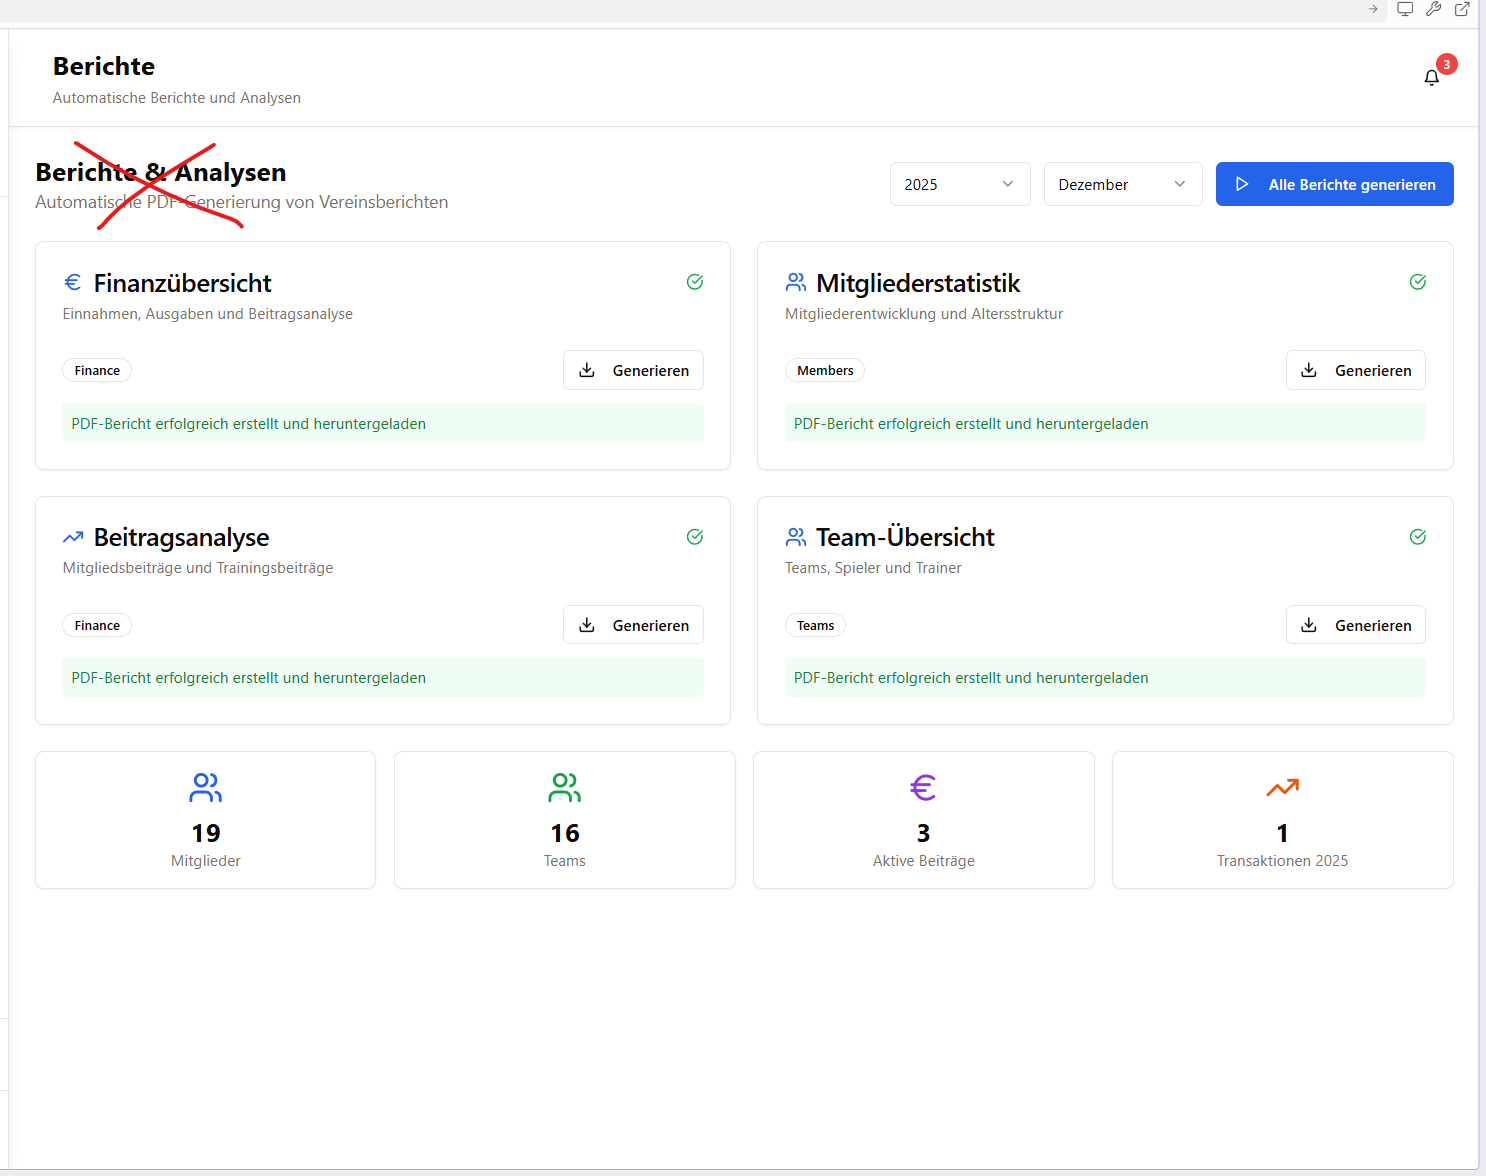 Berichte
Automatische Berichte und Analysen
3
Berichte & Analysen
Automatische PDF-Generierung von Vereinsberichten
2025
Dezember
Alle Berichte generieren
€ Finanzübersicht
Einnahmen, Ausgaben und Beitragsanalyse
Finance
Generieren
PDF-Bericht erfolgreich erstellt und heruntergeladen
Mitgliederstatistik
Mitgliederentwicklung und Altersstruktur
Members
Generieren
PDF-Bericht erfolgreich erstellt und heruntergeladen
Beitragsanalyse
Mitgliedsbeiträge und Trainingsbeiträge
Finance
Generieren
PDF-Bericht erfolgreich erstellt und heruntergeladen
Team-Übersicht
Teams, Spieler und Trainer
Teams
Generieren
PDF-Bericht erfolgreich erstellt und heruntergeladen
19
Mitglieder
16
Teams
€
3
Aktive Beiträge
1
Transaktionen 2025